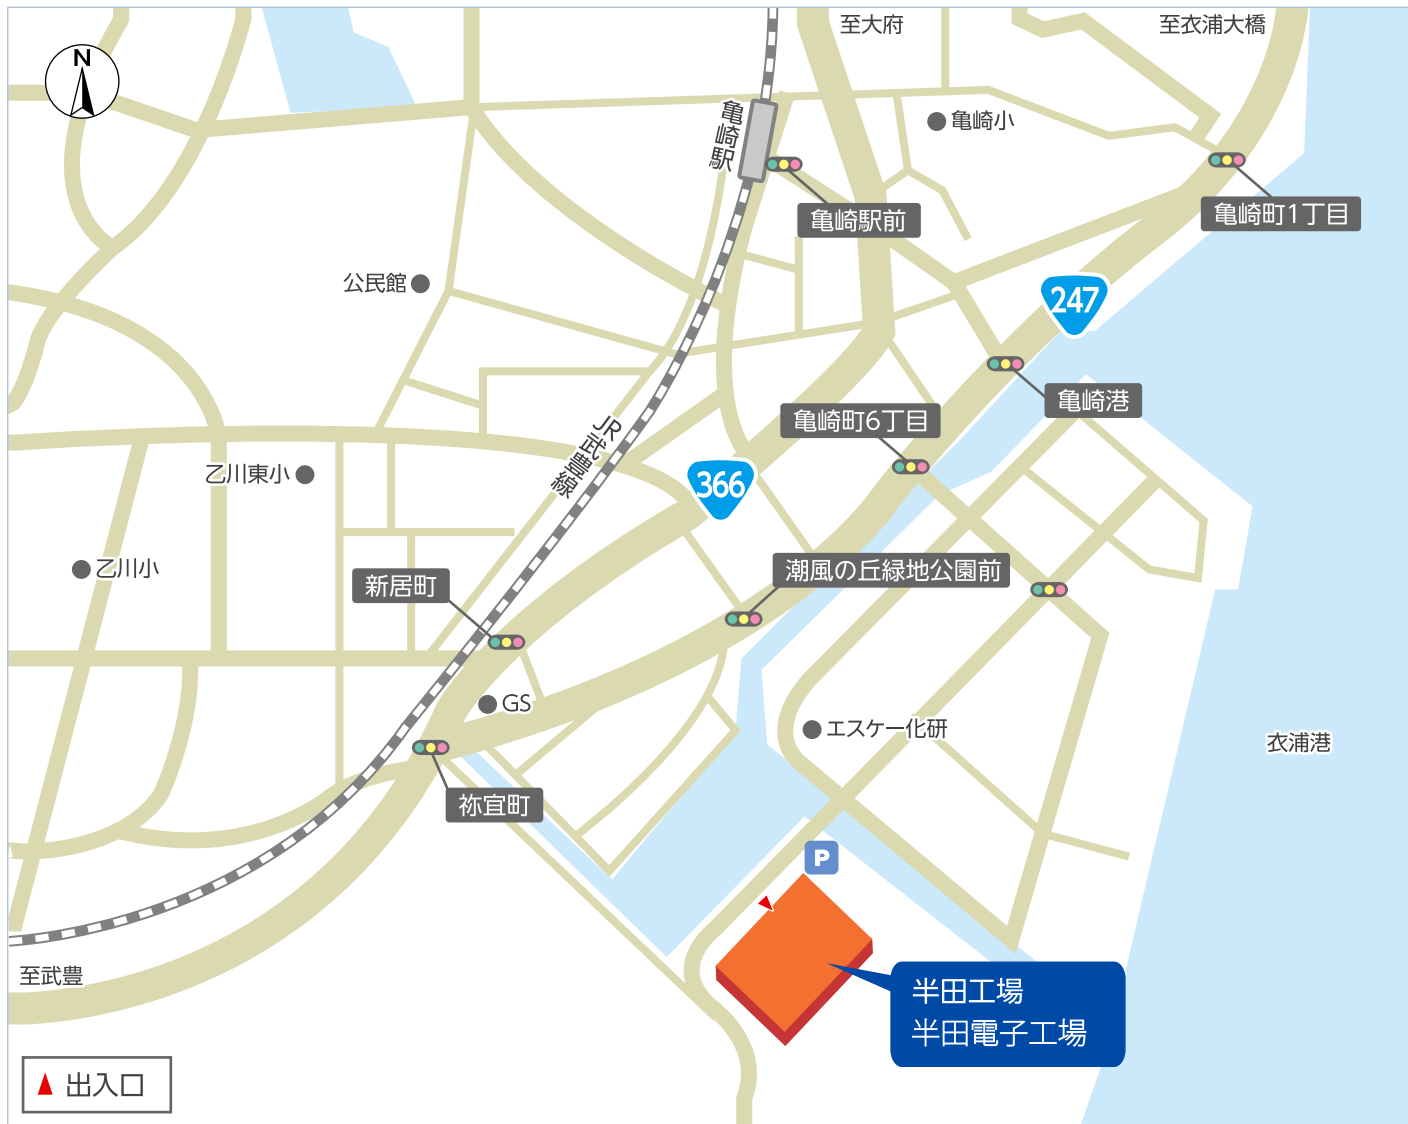 N
至大府
至衣浦大橋
亀崎駅
亀崎小
亀崎駅前
亀崎町1丁目
公民館
247
亀崎港
亀崎町6丁目
JR武豊線
乙川東小
366
乙川小
新居町
潮風の丘緑地公園前
GS
エスケー化研
衣浦港
祢宜町
P
至武豊
半田工場
半田電子工場
出入口